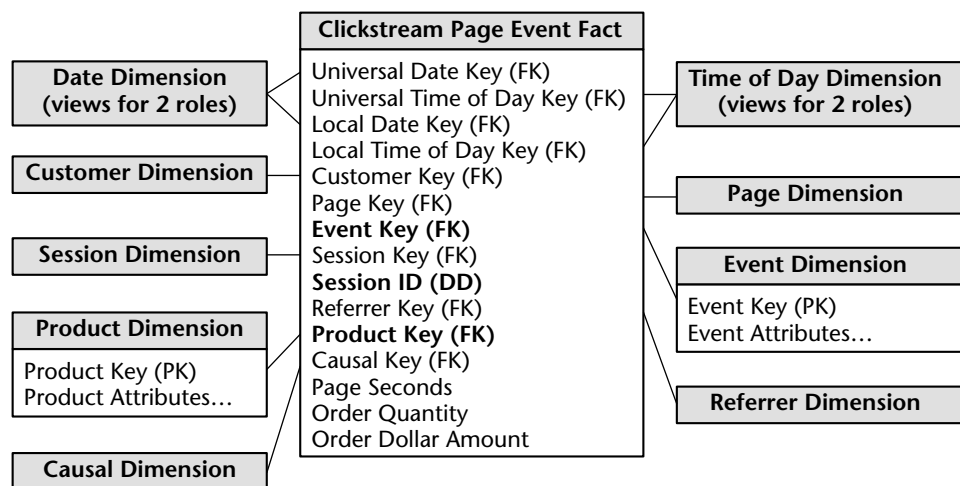 Clickstream Page Event Fact
Universal Date Key (FK)
Universal Time of Day Key (FK)
Local Date Key (FK)
Local Time of Day Key (FK)
Customer Key (FK)
Page Key (FK)
Event Key (FK)
Session Key (FK)
Session ID (DD)
Referrer Key (FK)
Product Key (FK)
Causal Key (FK)
Page Seconds
Order Quantity
Order Dollar Amount
Date Dimension
(views for 2 roles)
Customer Dimension
Session Dimension
Product Dimension
Product Key (PK)
Product Attributes…
Causal Dimension
Time of Day Dimension
(views for 2 roles)
Page Dimension
Event Dimension
Event Key (PK)
Event Attributes…
Referrer Dimension